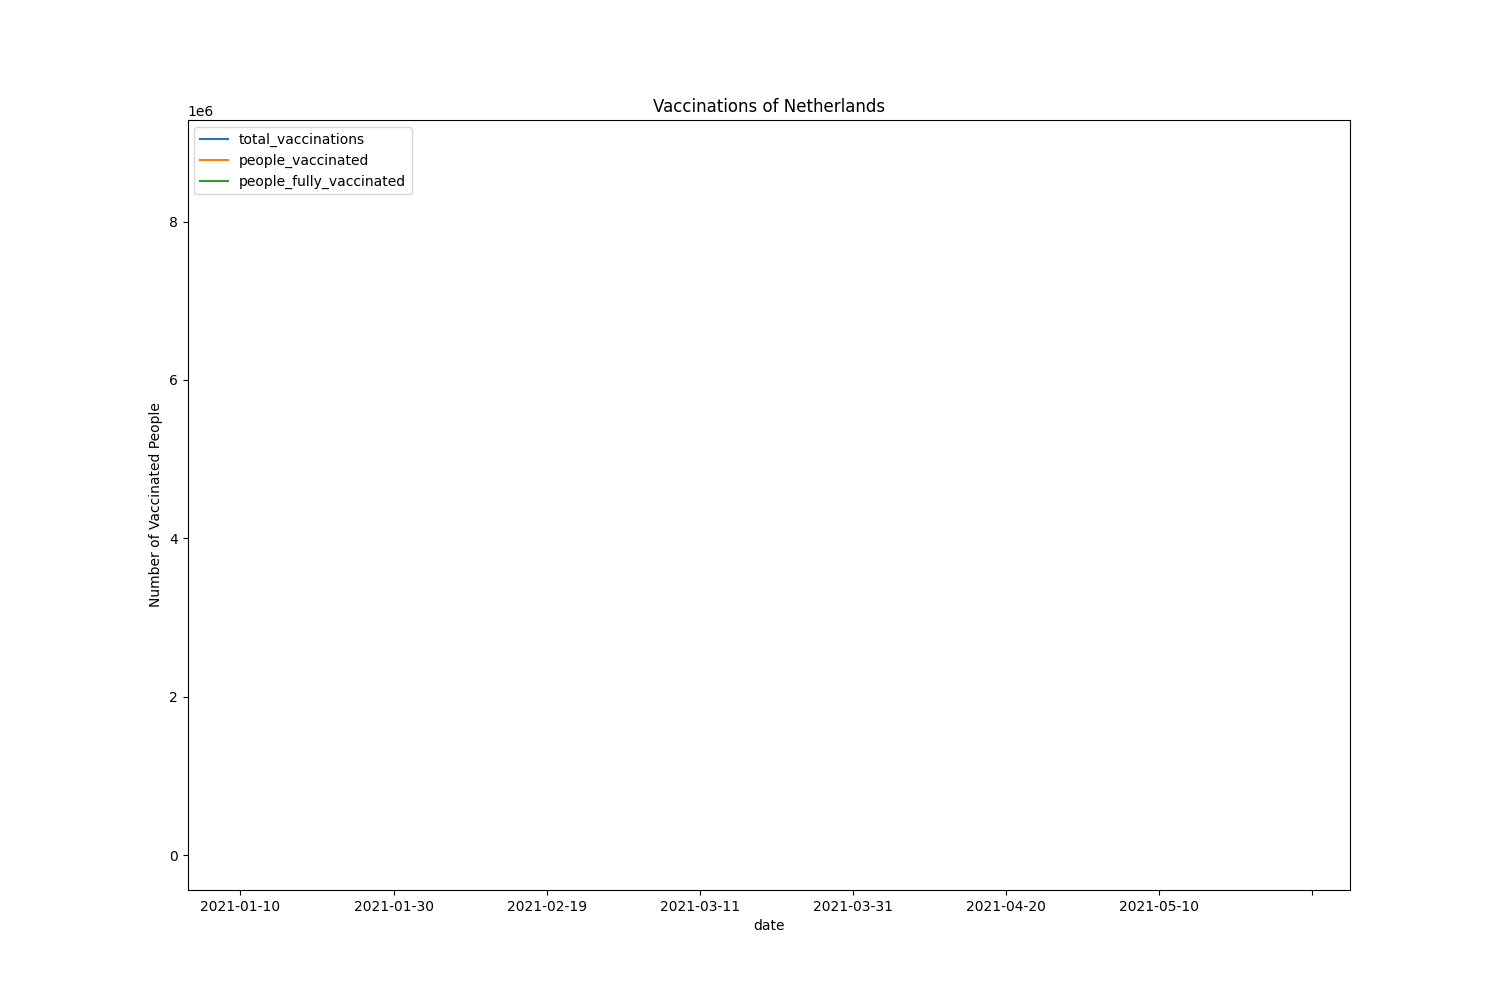 Vaccinations of Netherlands
1e6
total_vaccinations
people_vaccinated
people_fully_vaccinated
8
6
4
2
0
Number of Vaccinated People
2021-01-10 2021-01-30 2021-02-19 2021-03-11 2021-03-31 2021-04-20 2021-05-10
date